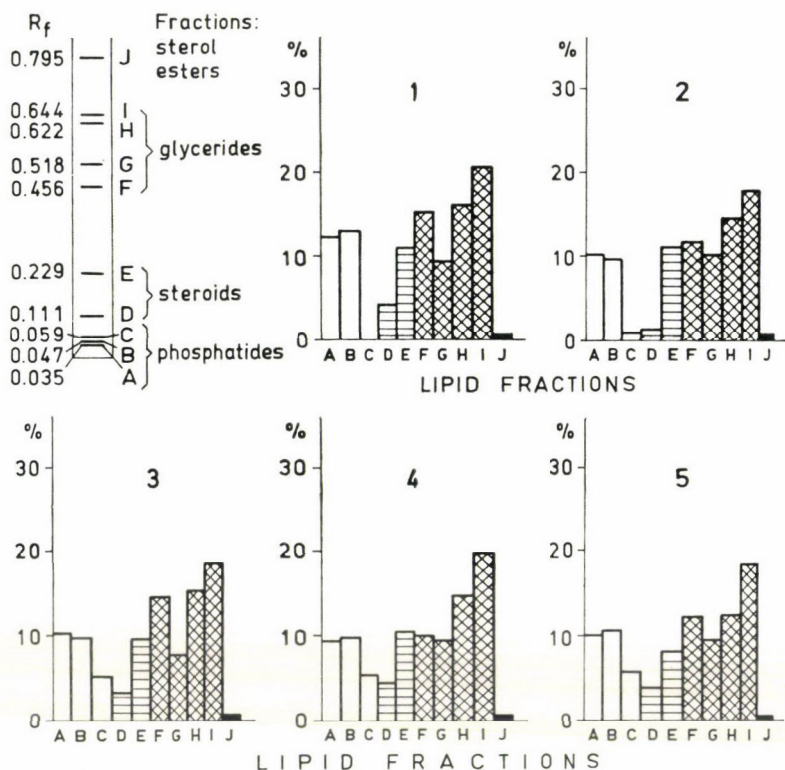 Rf Fractions:
0.795 J sterol
esters
0.644 I
0.622 H
glycerides
0.518 G
0.456 F
0.229 E
steroids
0.111 D
0.059 C
0.047 B phosphatides
0.035 A
% 1
30
20
10
0
A B C D E F G H I J
% 2
30
20
10
0
A B C D E F G H I J
LIPID FRACTIONS
% 3
30
20
10
0
A B C D E F G H I J
% 4
30
20
10
0
A B C D E F G H I J
% 5
30
20
10
0
A B C D E F G H I J
LIPID FRACTIONS